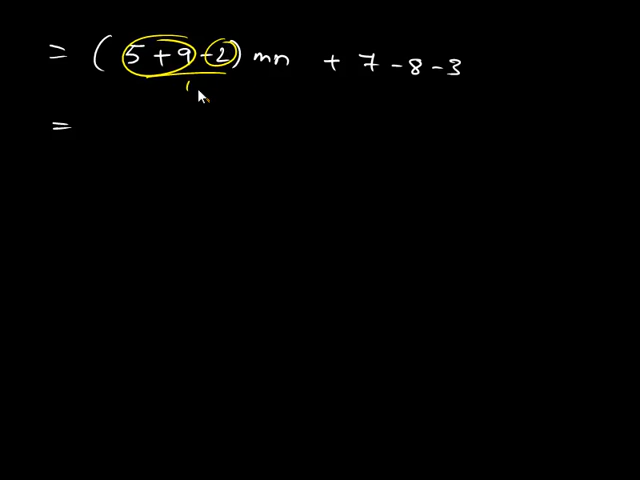 = ( 5 + 9 - 2 ) mn + 7 - 8 - 3
=